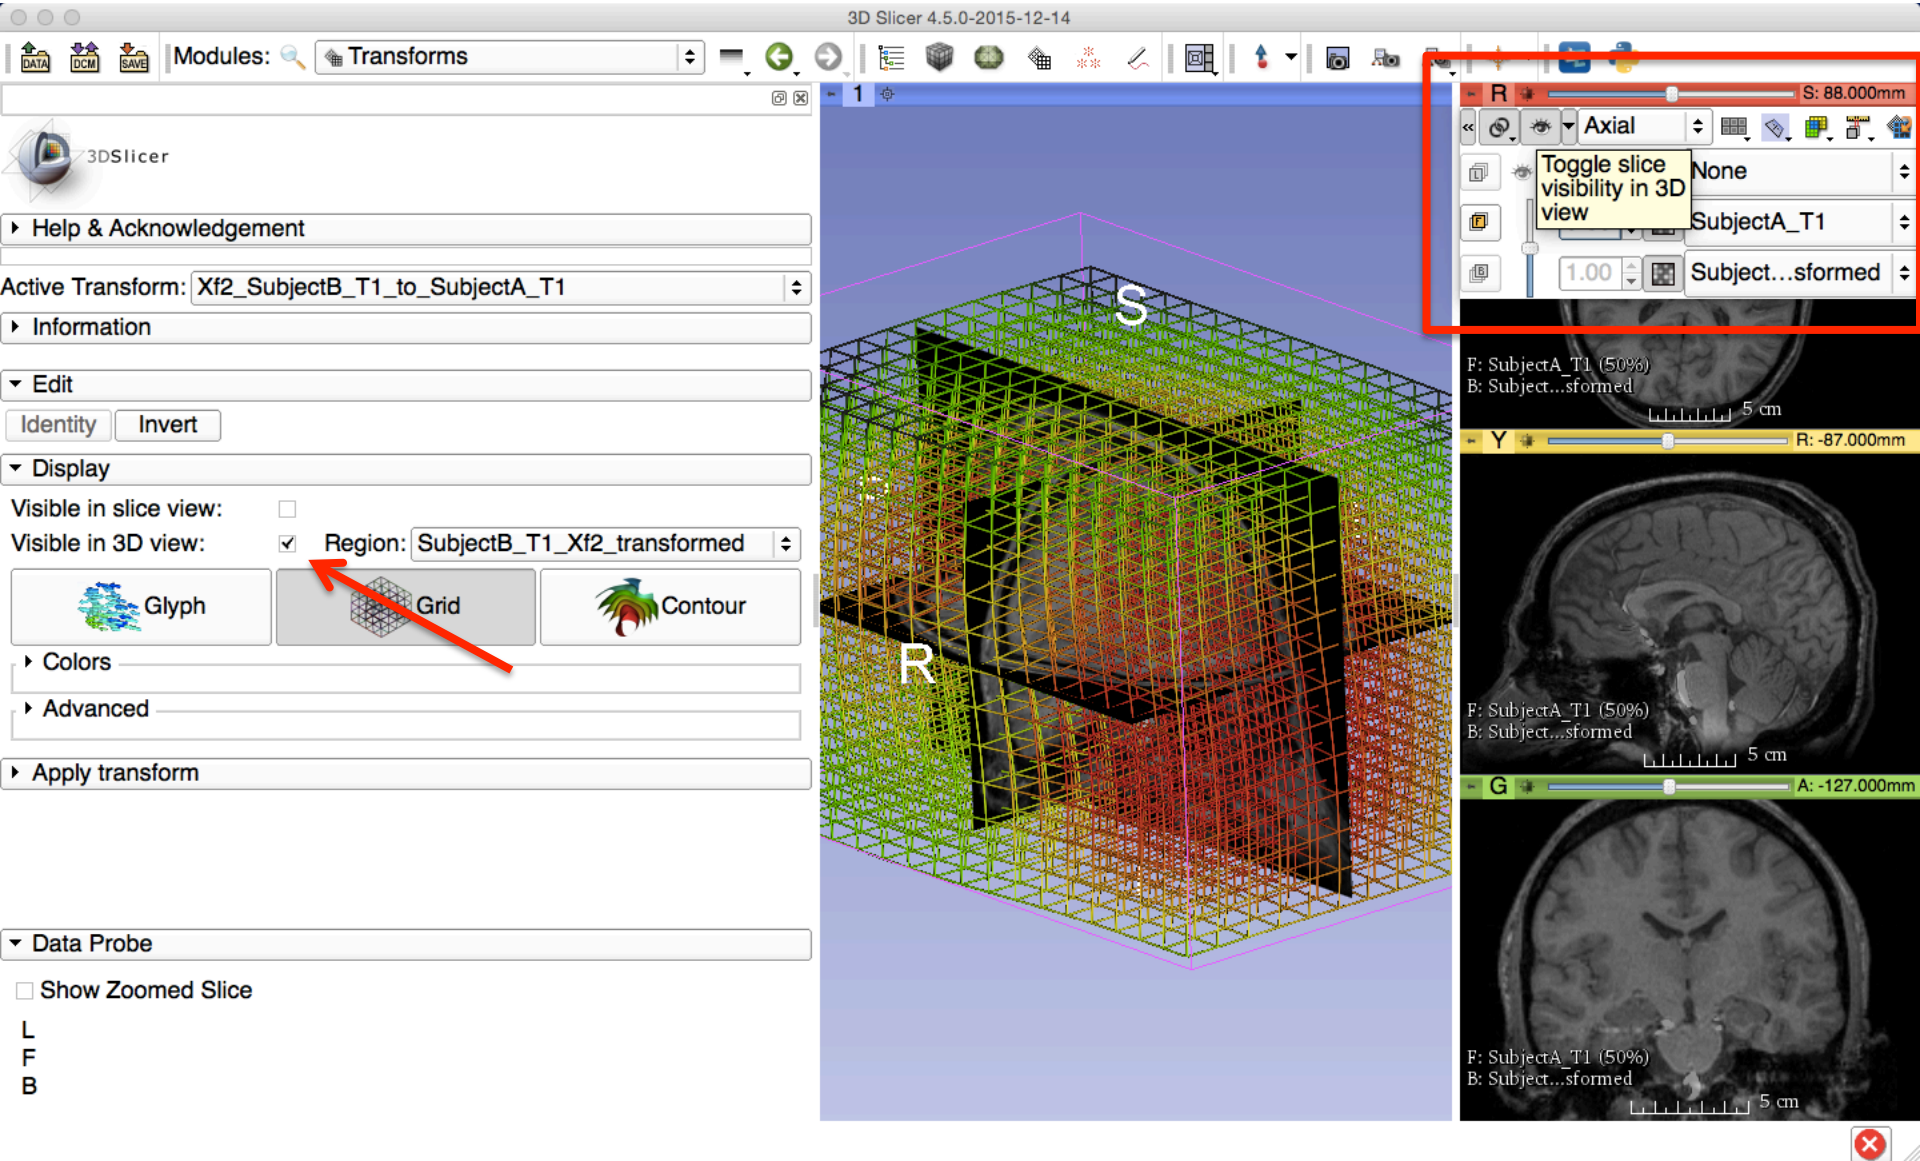 3D Slicer 4.5.0-2015-12-14
DATA
DCM
SAVE
Modules:
Transforms
3DSlicer
Help & Acknowledgement
Active Transform:
Xf2_SubjectB_T1_to_SubjectA_T1
Information
Edit
Identity
Invert
Display
Visible in slice view:
Visible in 3D view:
Region:
SubjectB_T1_Xf2_transformed
Glyph
Grid
Contour
Colors
Advanced
Apply transform
Data Probe
Show Zoomed Slice
L
F
B
1
S
R
R
S: 88.000mm
«
Axial
Toggle slice
visibility in 3D
view
L
None
F
SubjectA_T1
B
1.00
Subject...sformed
F: SubjectA_T1 (50%)
B: Subject...sformed
5 cm
Y
R: -87.000mm
F: SubjectA_T1 (50%)
B: Subject...sformed
5 cm
G
A: -127.000mm
F: SubjectA_T1 (50%)
B: Subject...sformed
5 cm